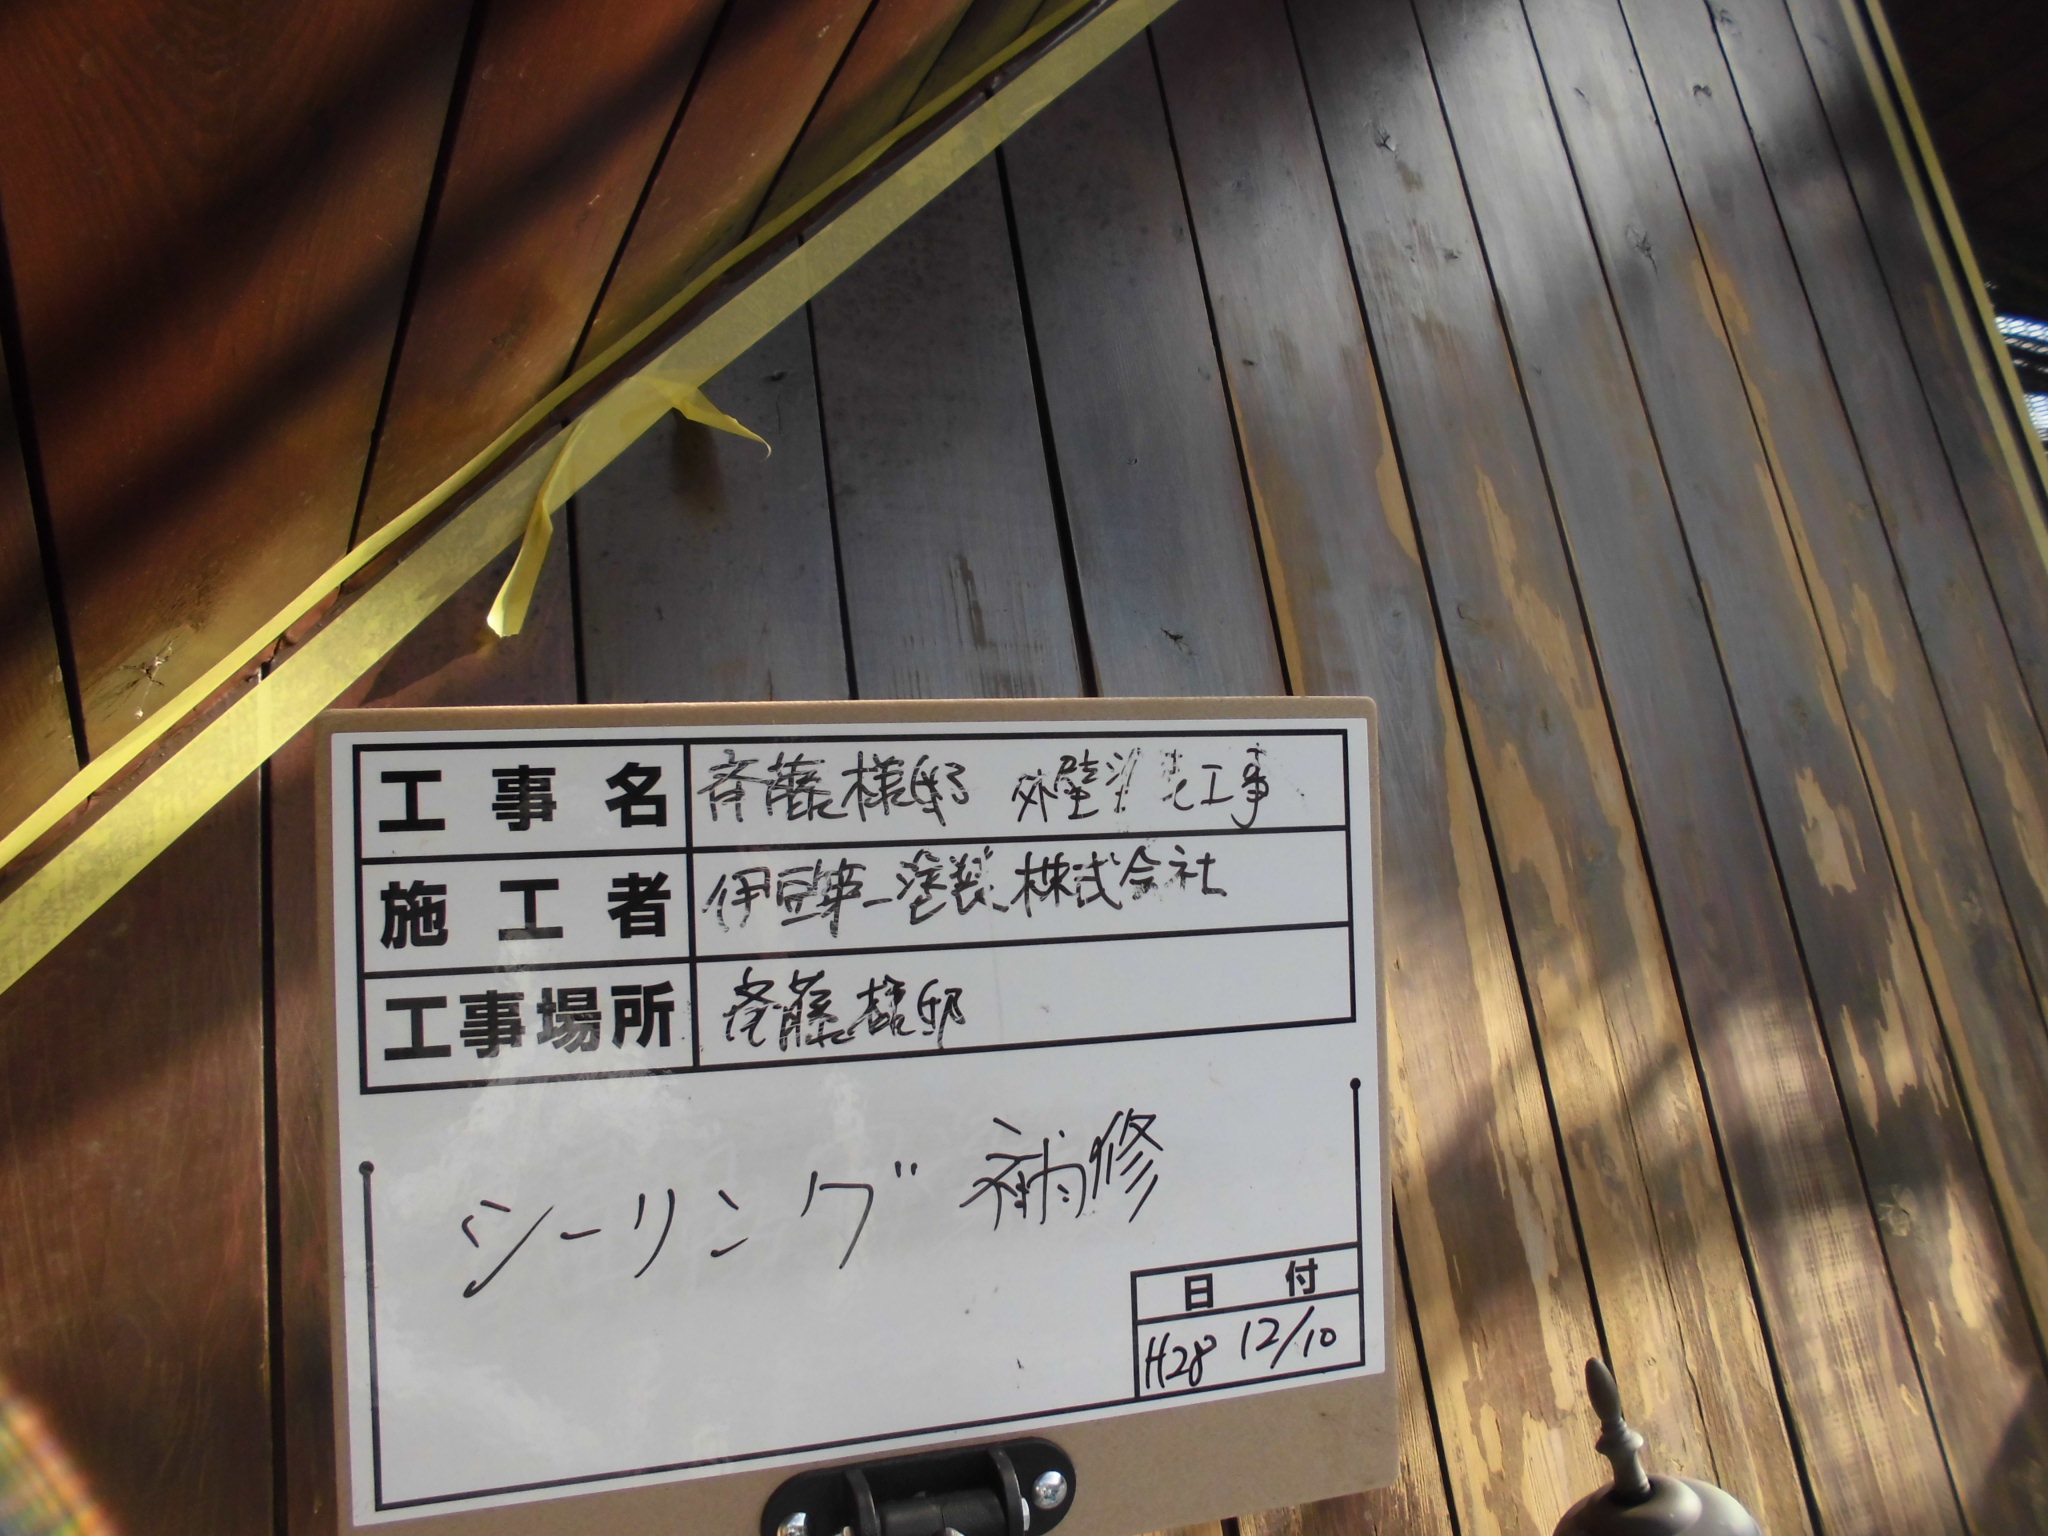 工事名 斉藤様邸 外壁塗装工事
施工者 伊豆第一塗装株式会社
工事場所 斉藤様邸
シーリング補修
日付
H28 12/10